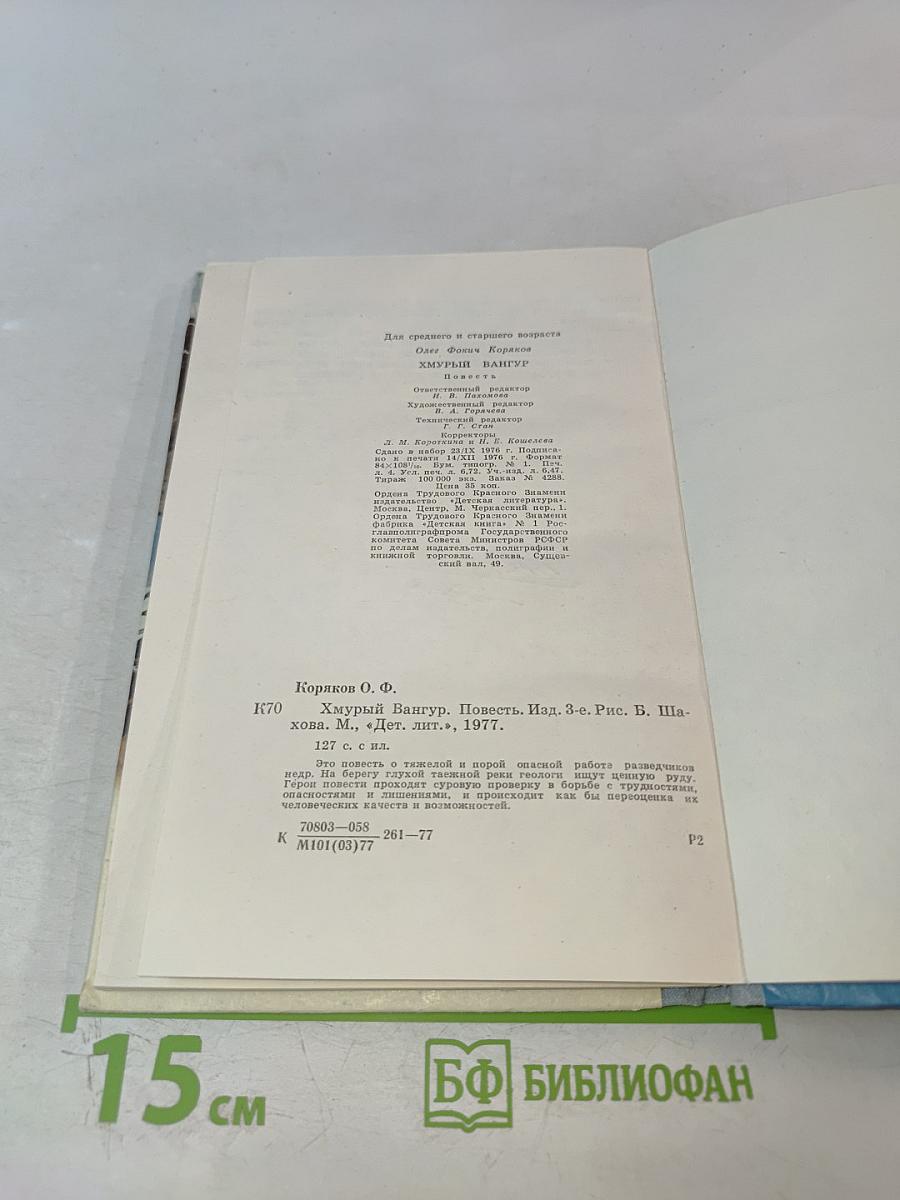 Для среднего и старшего возраста
Олег Фокич Коряков
ХМУРЫЙ ВАНГУР
Повесть
Ответственный редактор
И. В. Пахомова
Художественный редактор
В. А. Горячева
Технический редактор
Г. Г. Стан
Корректоры
Л. М. Короткина и Н. Е. Кошелева
Сдано в набор 23/IX 1976 г. Подписа-
но к печати 14/XII 1976 г. Формат
84×108¹/₁₆. Бум. типогр. № 1. Печ.
л. 4. Усл. печ. л. 6,72. Уч.-изд. л. 6,47.
Тираж 100 000 экз. Заказ № 4288.
Цена 35 коп.
Ордена Трудового Красного Знамени
издательство «Детская литература».
Москва, Центр, М. Черкасский пер., 1.
Ордена Трудового Красного Знамени
фабрика «Детская книга» № 1 Рос-
главполиграфпрома Государственного
комитета Совета Министров РСФСР
по делам издательств, полиграфии и
книжной торговли. Москва, Сущев-
ский вал, 49.
Коряков О. Ф.
К70 Хмурый Вангур. Повесть. Изд. 3-е. Рис. Б. Ша-
хова. М., «Дет. лит.», 1977.
127 с. с ил.
Это повесть о тяжелой и порой опасной работе разведчиков
недр. На берегу глухой таежной реки геологи ищут ценную руду.
Герои повести проходят суровую проверку в борьбе с трудностями,
опасностями и лишениями, и происходит как бы переоценка их
человеческих качеств и возможностей.
К 70803—058
М101(03)77 261—77 Р2
15 см БФ БИБЛИОФАН